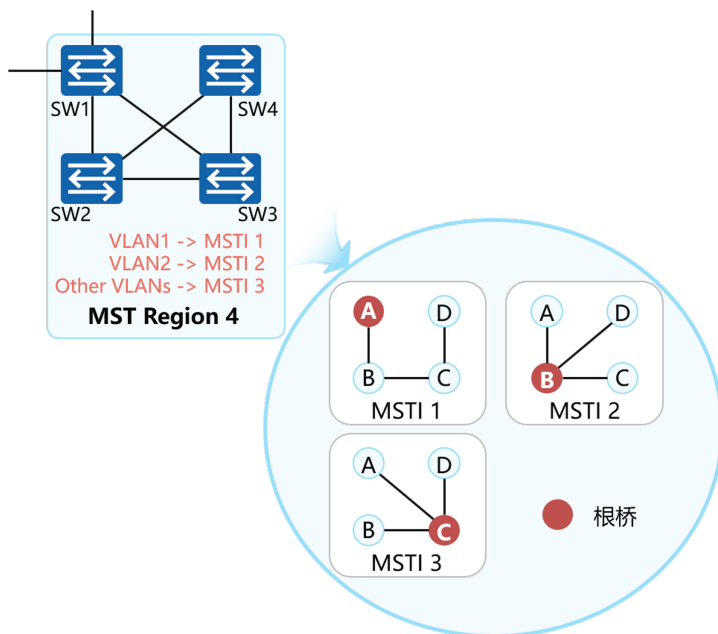 SW1
SW4
SW2
SW3
VLAN1 -> MSTI 1
VLAN2 -> MSTI 2
Other VLANs -> MSTI 3
MST Region 4
A D
B C
MSTI 1
A D
B C
MSTI 2
A D
B C
MSTI 3
根桥